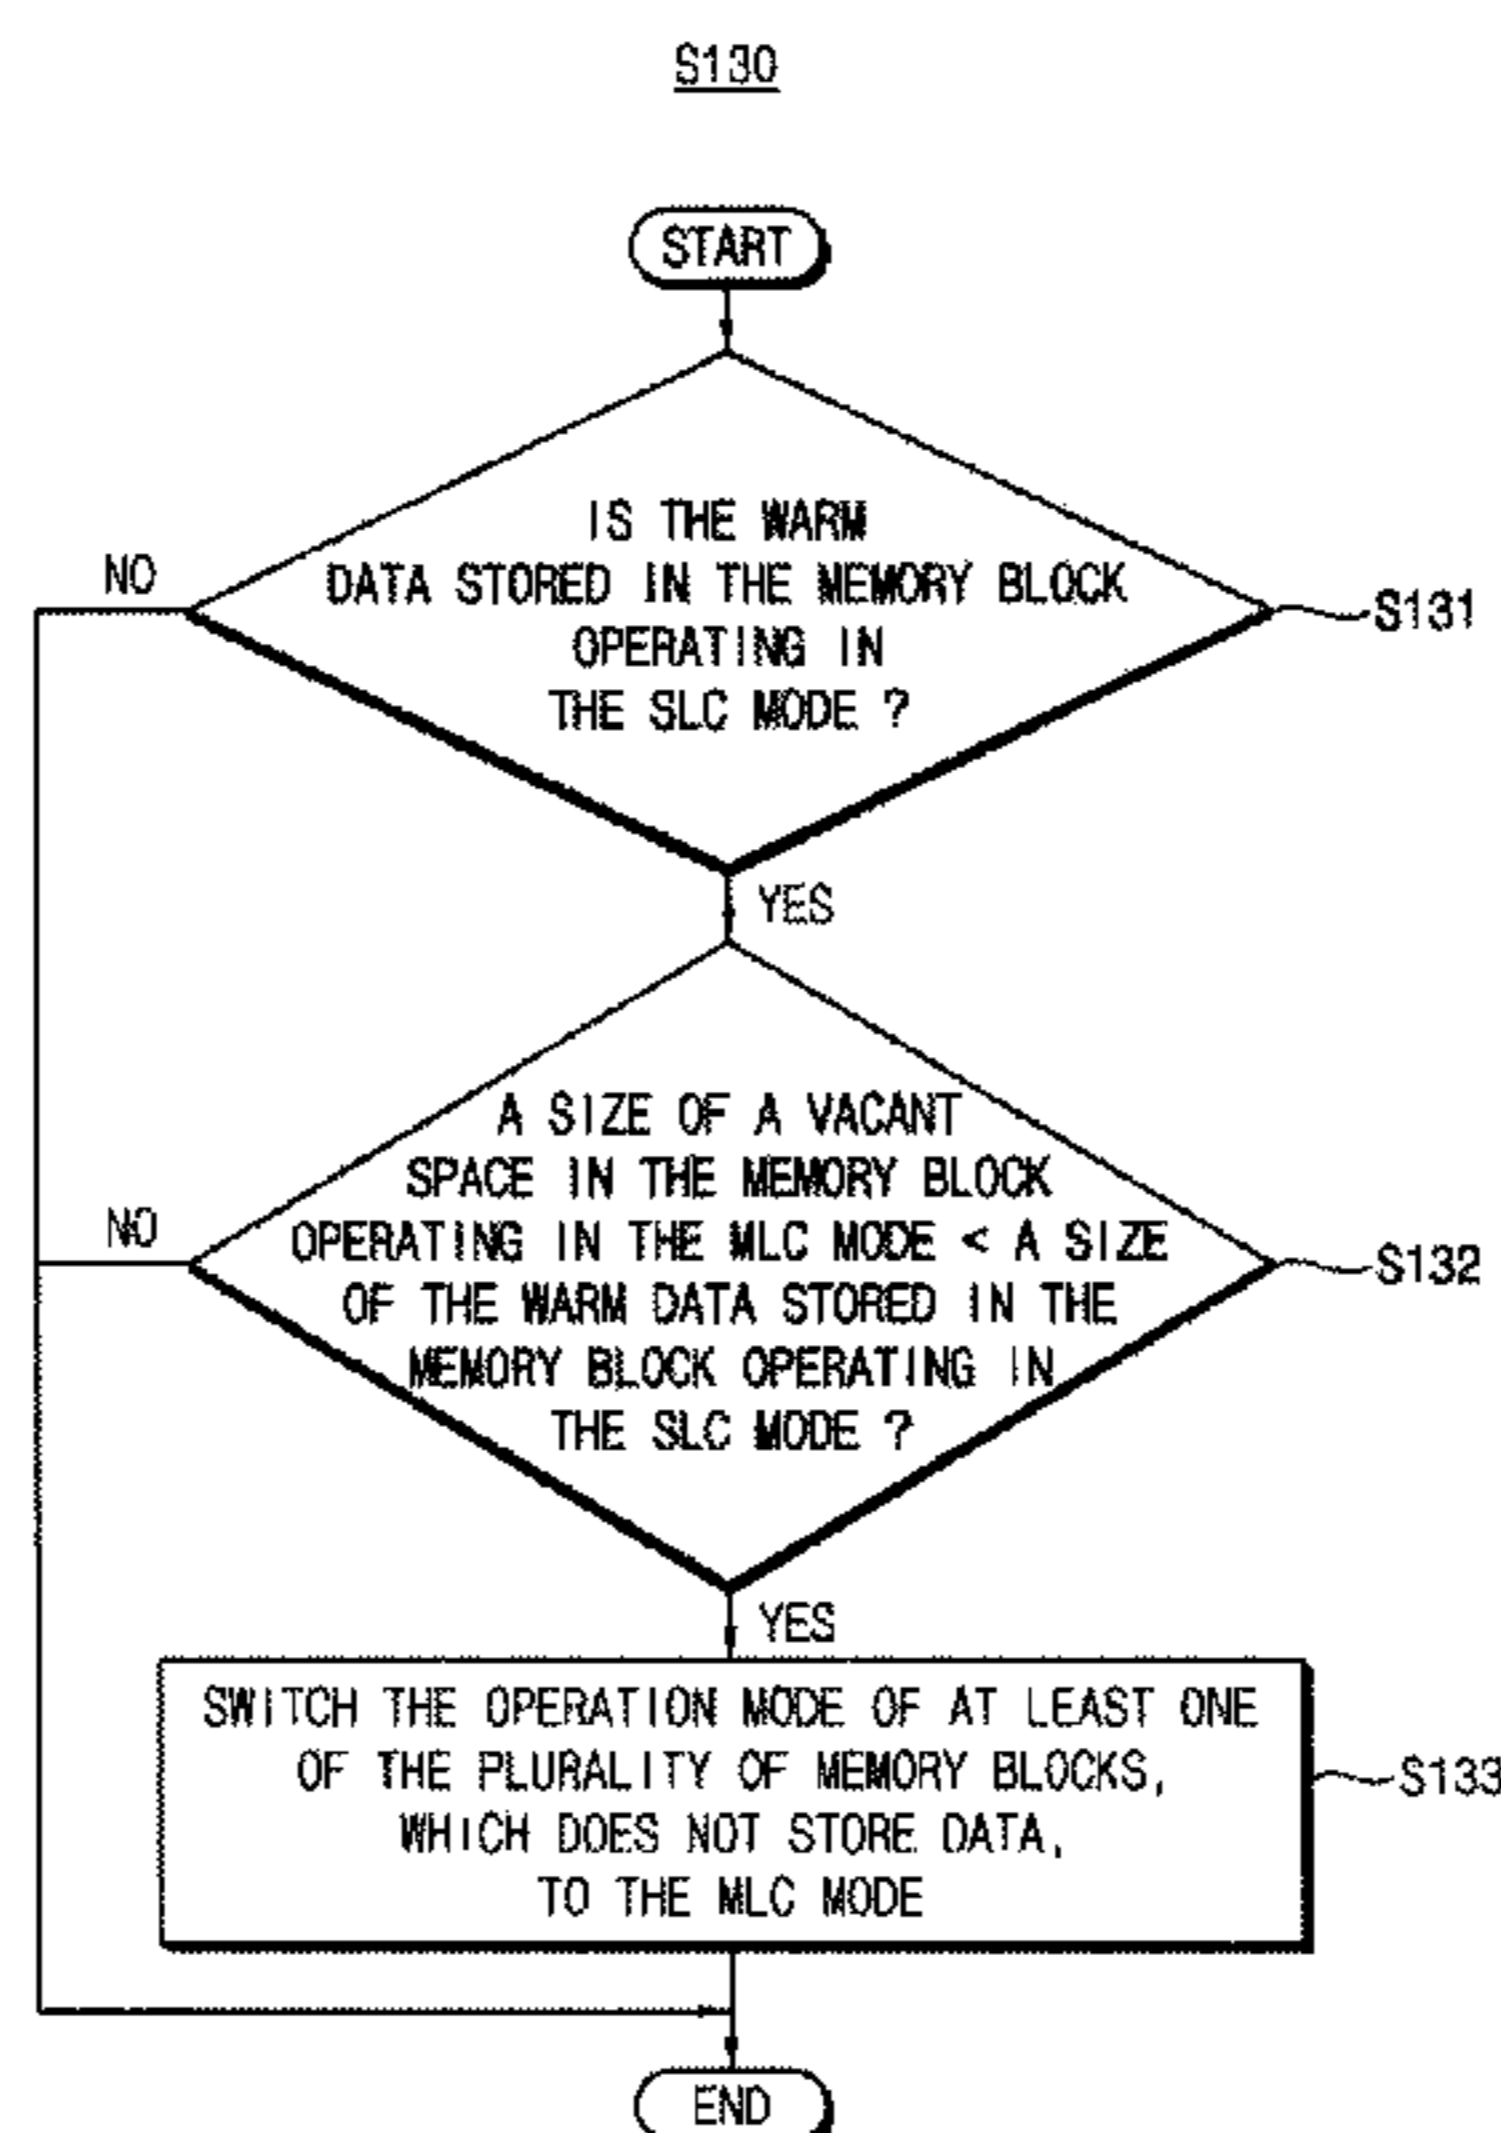 S130
START
IS THE WARM
DATA STORED IN THE MEMORY BLOCK
OPERATING IN
THE SLC MODE ?
NO
S131
YES
A SIZE OF A VACANT
SPACE IN THE MEMORY BLOCK
OPERATING IN THE MLC MODE < A SIZE
OF THE WARM DATA STORED IN THE
MEMORY BLOCK OPERATING IN
THE SLC MODE ?
NO
S132
YES
SWITCH THE OPERATION MODE OF AT LEAST ONE
OF THE PLURALITY OF MEMORY BLOCKS,
WHICH DOES NOT STORE DATA,
TO THE MLC MODE
S133
END